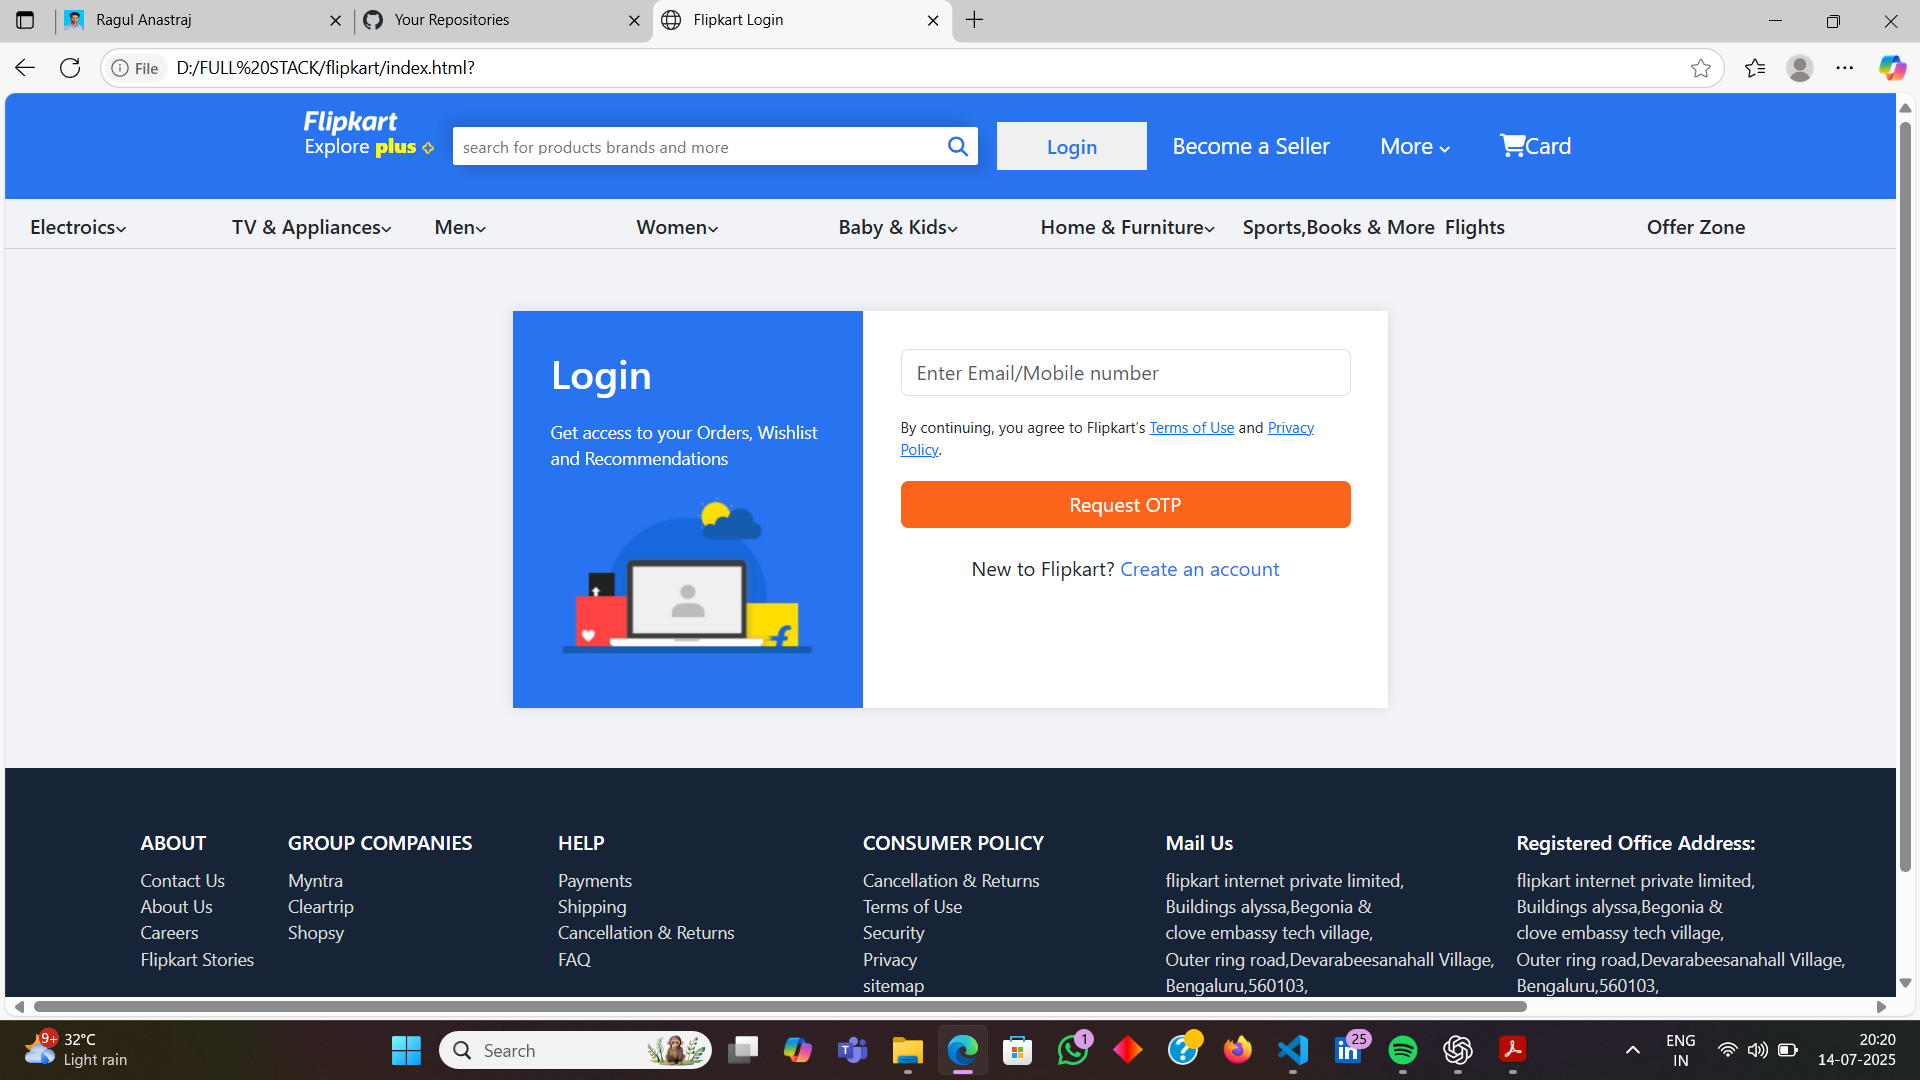 Ragul Anastraj
Your Repositories
Flipkart Login
File D:/FULL%20STACK/flipkart/index.html?
Flipkart
Explore plus
search for products brands and more
Login
Become a Seller
More
Card
Electroics
TV & Appliances
Men
Women
Baby & Kids
Home & Furniture
Sports,Books & More
Flights
Offer Zone
Login
Get access to your Orders, Wishlist
and Recommendations
Enter Email/Mobile number
By continuing, you agree to Flipkart's Terms of Use and Privacy
Policy.
Request OTP
New to Flipkart? Create an account
ABOUT
Contact Us
About Us
Careers
Flipkart Stories
GROUP COMPANIES
Myntra
Cleartrip
Shopsy
HELP
Payments
Shipping
Cancellation & Returns
FAQ
CONSUMER POLICY
Cancellation & Returns
Terms of Use
Security
Privacy
sitemap
Mail Us
flipkart internet private limited,
Buildings alyssa,Begonia &
clove embassy tech village,
Outer ring road,Devarabeesanahall Village,
Bengaluru,560103,
Registered Office Address:
flipkart internet private limited,
Buildings alyssa,Begonia &
clove embassy tech village,
Outer ring road,Devarabeesanahall Village,
Bengaluru,560103,
9+
32°C
Light rain
Search
1
25
ENG
IN
20:20
14-07-2025